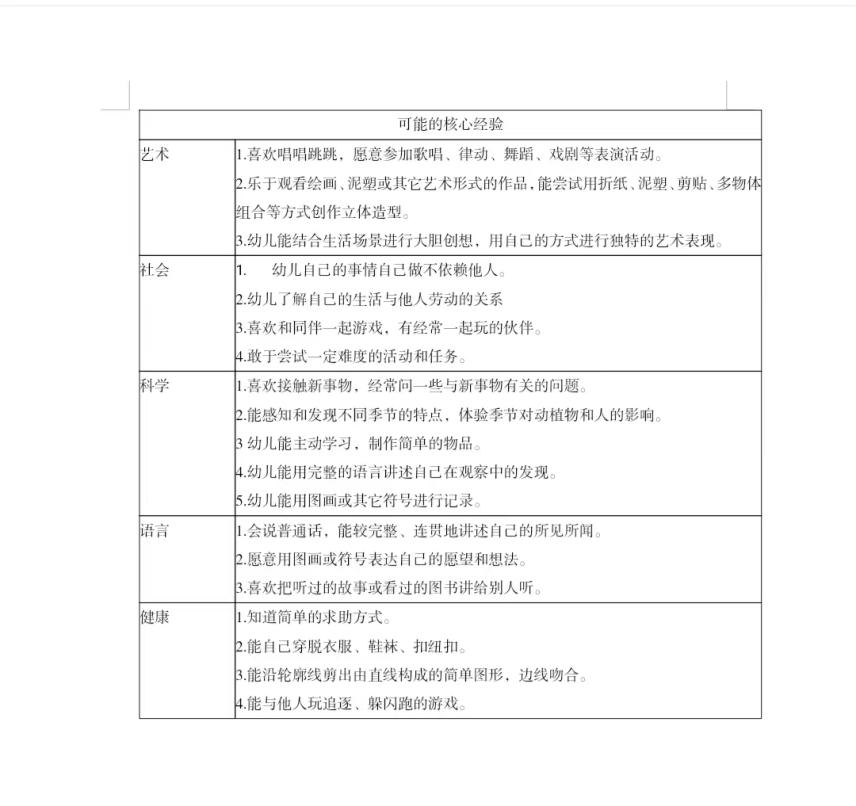 可能的核心经验
艺术
1.喜欢唱唱跳跳，愿意参加歌唱、律动、舞蹈、戏剧等表演活动。
2.乐于观看绘画、泥塑或其它艺术形式的作品，能尝试用折纸、泥塑、剪贴、多物体
组合等方式创作立体造型。
3.幼儿能结合生活场景进行大胆创想，用自己的方式进行独特的艺术表现。
社会
1. 幼儿自己的事情自己做不依赖他人。
2.幼儿了解自己的生活与他人劳动的关系
3.喜欢和同伴一起游戏，有经常一起玩的伙伴。
4.敢于尝试一定难度的活动和任务。
科学
1.喜欢接触新事物，经常问一些与新事物有关的问题。
2.能感知和发现不同季节的特点，体验季节对动植物和人的影响。
3 幼儿能主动学习，制作简单的物品。
4.幼儿能用完整的语言讲述自己在观察中的发现。
5.幼儿能用图画或其它符号进行记录。
语言
1.会说普通话，能较完整、连贯地讲述自己的所见所闻。
2.愿意用图画或符号表达自己的愿望和想法。
3.喜欢把听过的故事或看过的图书讲给别人听。
健康
1.知道简单的求助方式。
2.能自己穿脱衣服、鞋袜、扣纽扣。
3.能沿轮廓线剪出由直线构成的简单图形，边线吻合。
4.能与他人玩追逐、躲闪跑的游戏。